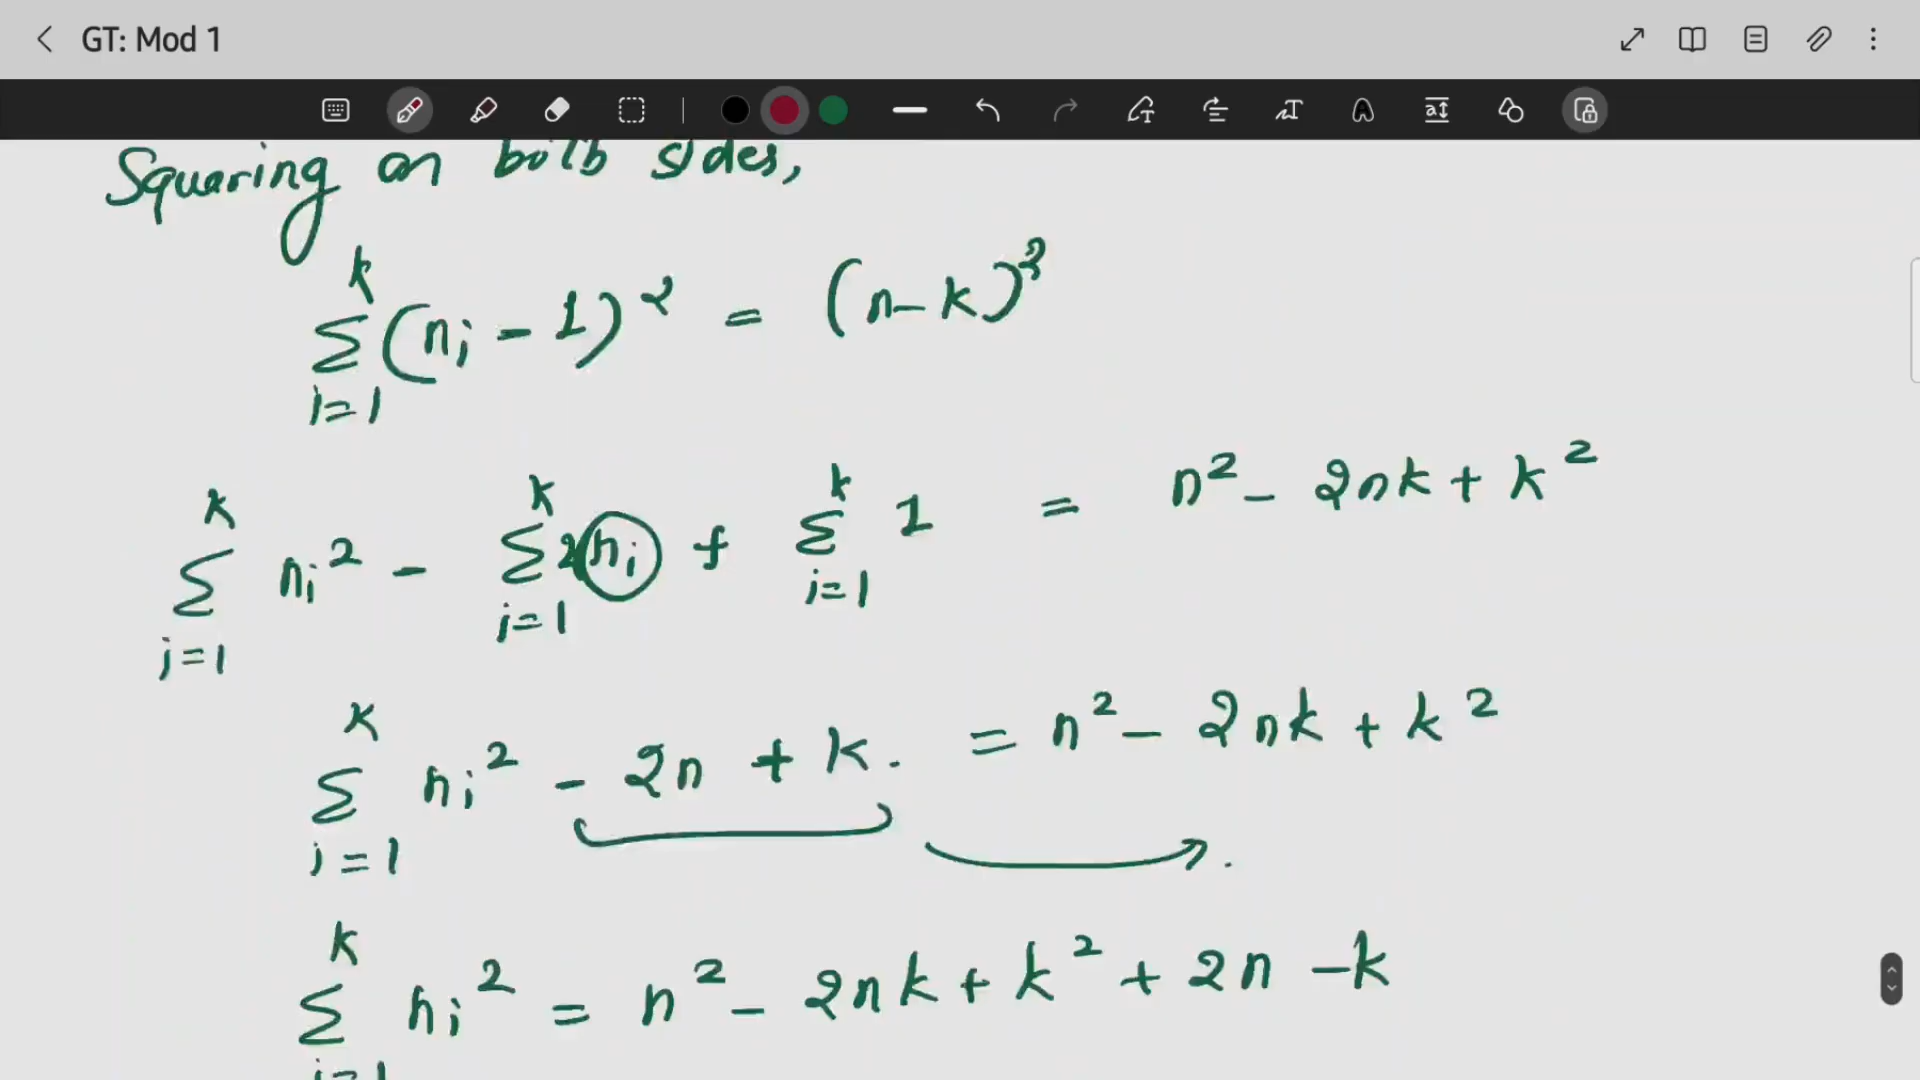 GT: Mod 1
Squaring on both sides,
k
Σ (nᵢ - 1)² = (n-k)²
i=1
k k k
Σ nᵢ² - Σ 2nᵢ + Σ 1 = n² - 2nk + k²
i=1 i=1 i=1
k
Σ nᵢ² - 2n + k. = n² - 2nk + k²
i=1
k
Σ nᵢ² = n² - 2nk + k² + 2n - k
i=1